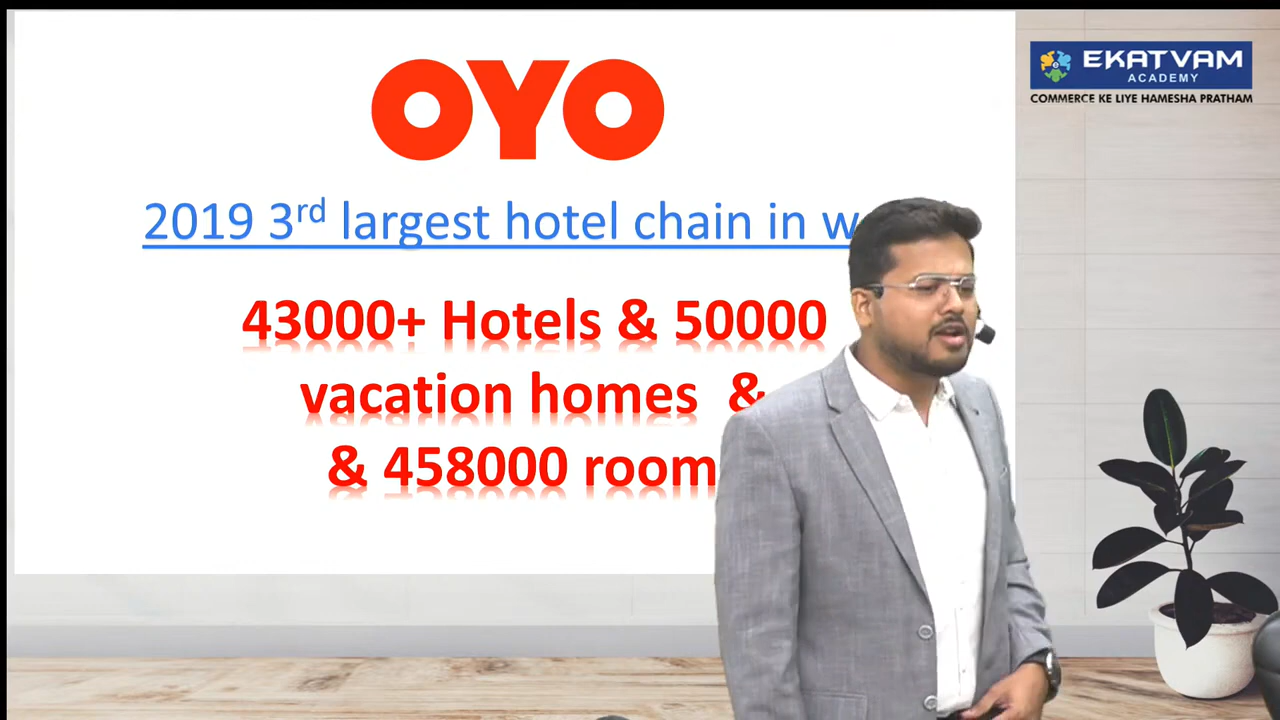 OYO
2019 3rd largest hotel chain in w
43000+ Hotels & 50000
vacation homes &
& 458000 room
EKATVAM
ACADEMY
COMMERCE KE LIYE HAMESHA PRATHAM